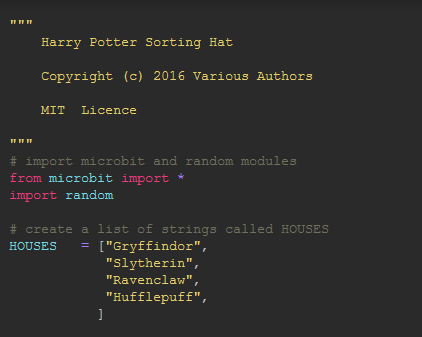 """
Harry Potter Sorting Hat
Copyright (c) 2016 Various Authors
MIT  Licence
"""
# import microbit and random modules
from microbit import *
import random
# create a list of strings called HOUSES
HOUSES   = ["Gryffindor",
"Slytherin",
"Ravenclaw",
"Hufflepuff",
]